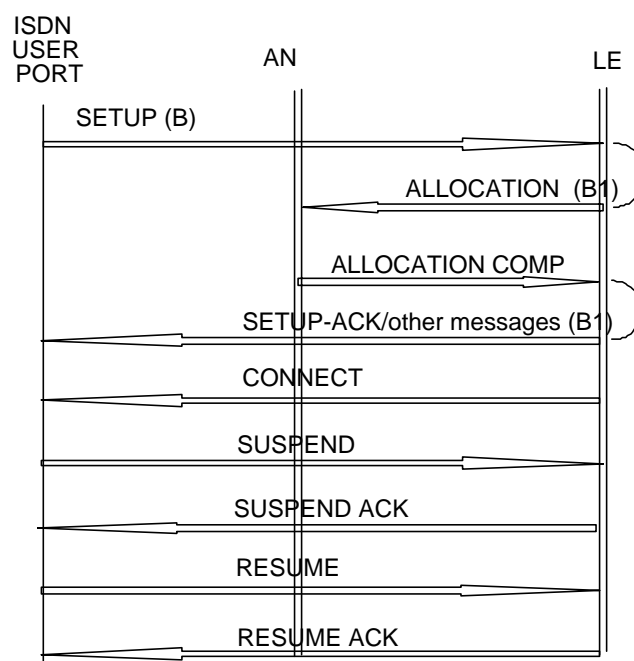 ISDN
USER
PORT
AN
LE
SETUP (B)
ALLOCATION (B1)
ALLOCATION COMP
SETUP-ACK/other messages (B1)
CONNECT
SUSPEND
SUSPEND ACK
RESUME
RESUME ACK